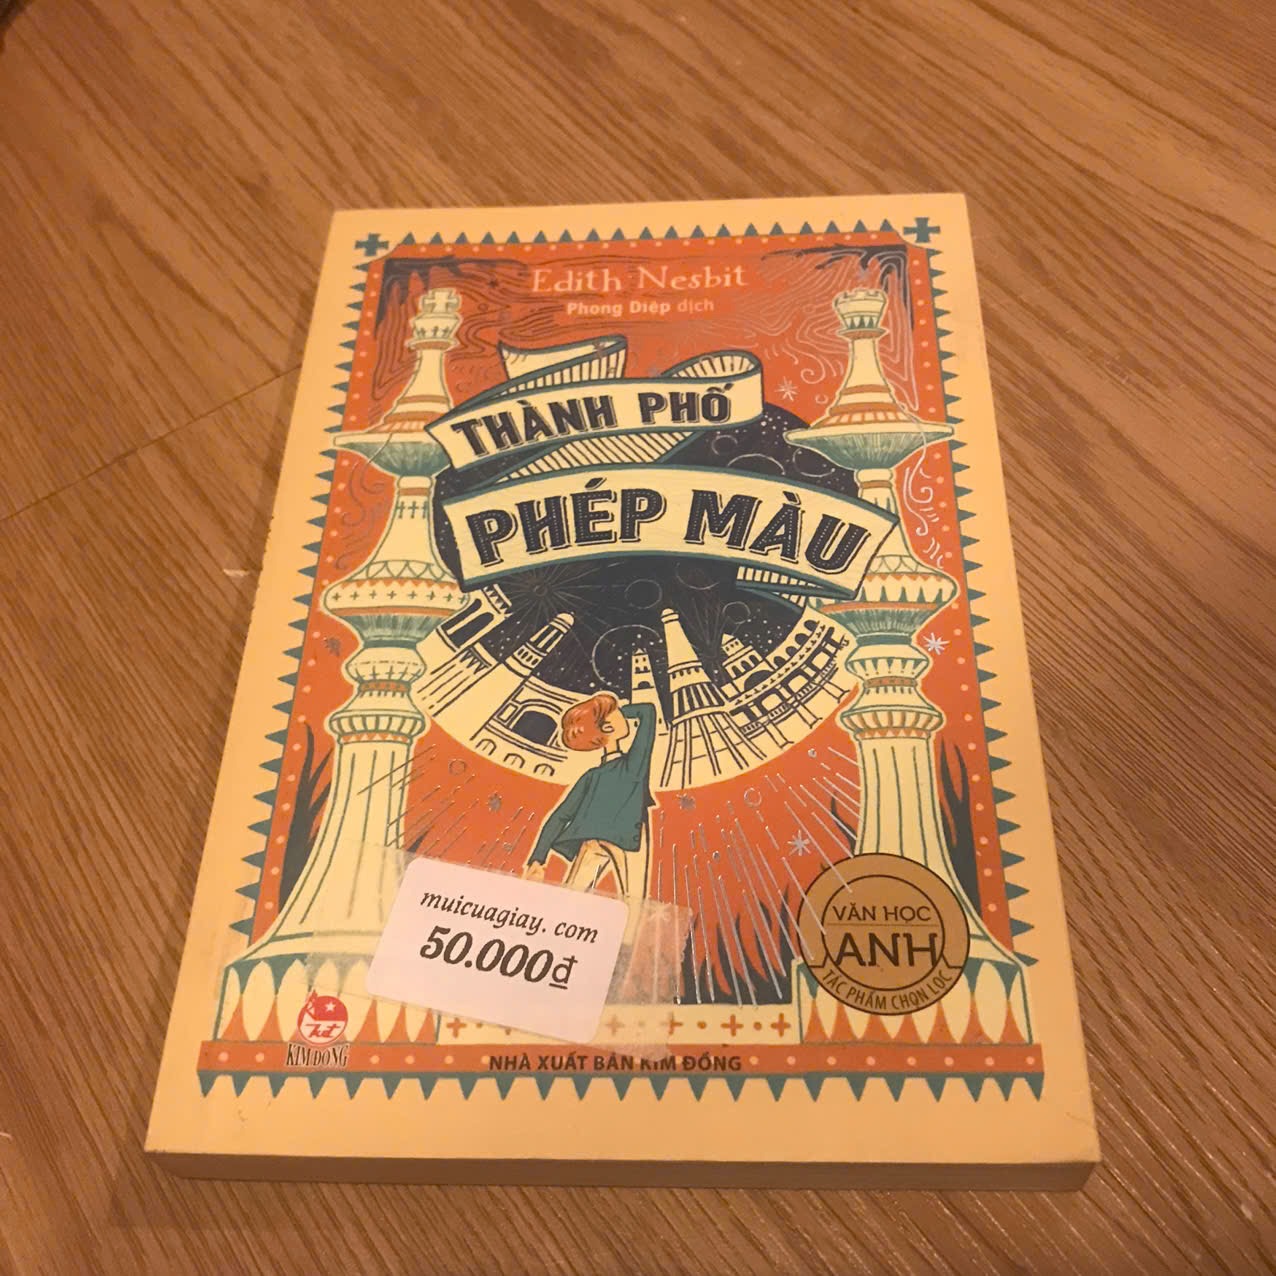 Edith Nesbit
Phong Diệp dịch
THÀNH PHỐ
PHÉP MÀU
muicuagiay. com
50.000₫
VĂN HỌC
ANH
TÁC PHẨM CHỌN LỌC
KIM ĐỒNG
NHÀ XUẤT BẢN KIM ĐỒNG